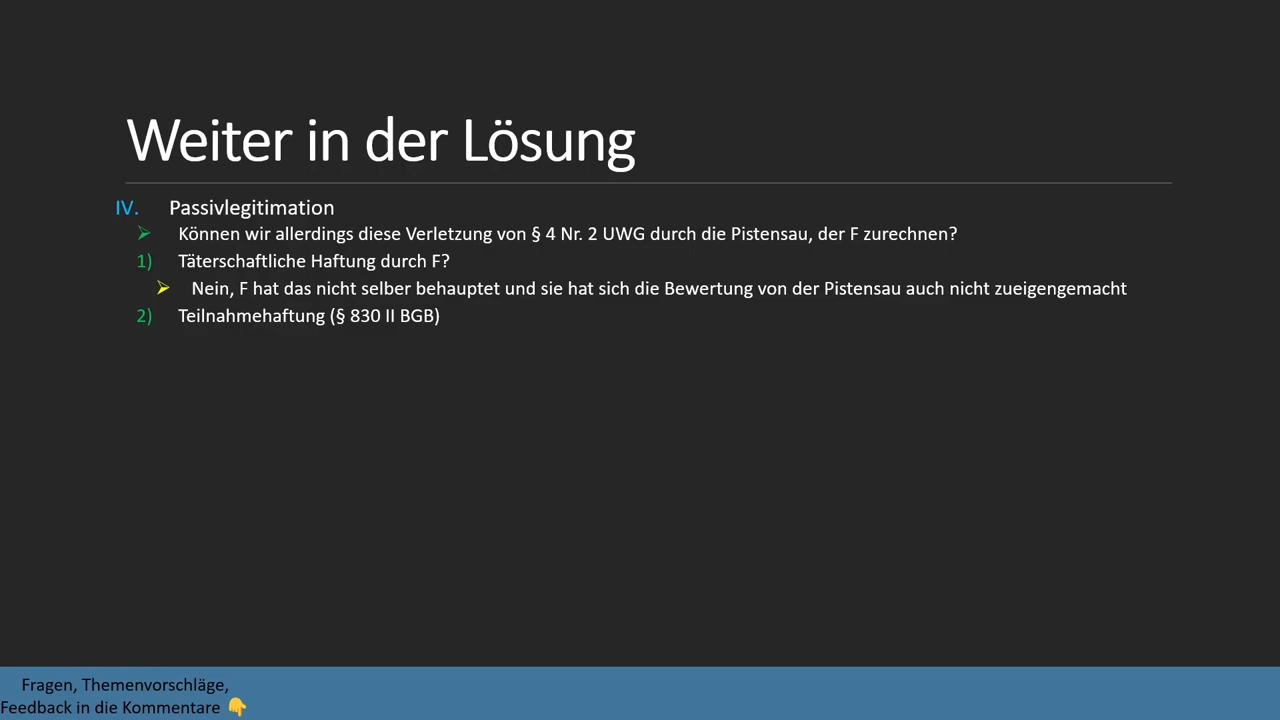 Weiter in der Lösung
IV. Passivlegitimation
Können wir allerdings diese Verletzung von § 4 Nr. 2 UWG durch die Pistensau, der F zurechnen?
1) Täterschaftliche Haftung durch F?
Nein, F hat das nicht selber behauptet und sie hat sich die Bewertung von der Pistensau auch nicht zueigengemacht
2) Teilnahmehaftung (§ 830 II BGB)
Fragen, Themenvorschläge,
Feedback in die Kommentare 👇